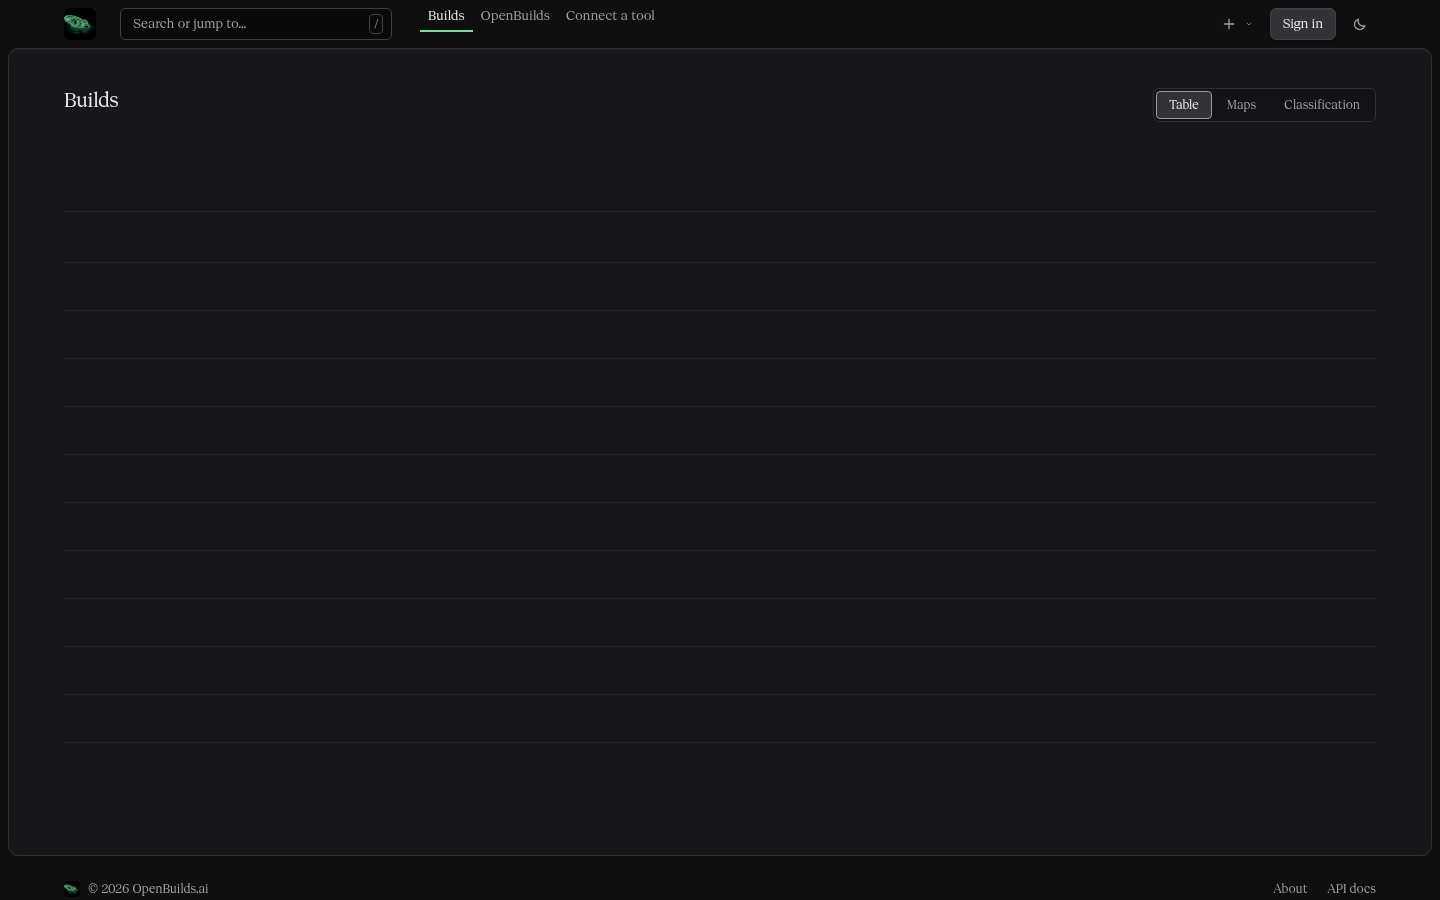 Search or jump to... /
Builds OpenBuilds Connect a tool
Sign in
Builds
Table Maps Classification
© 2026 OpenBuilds.ai
About API docs